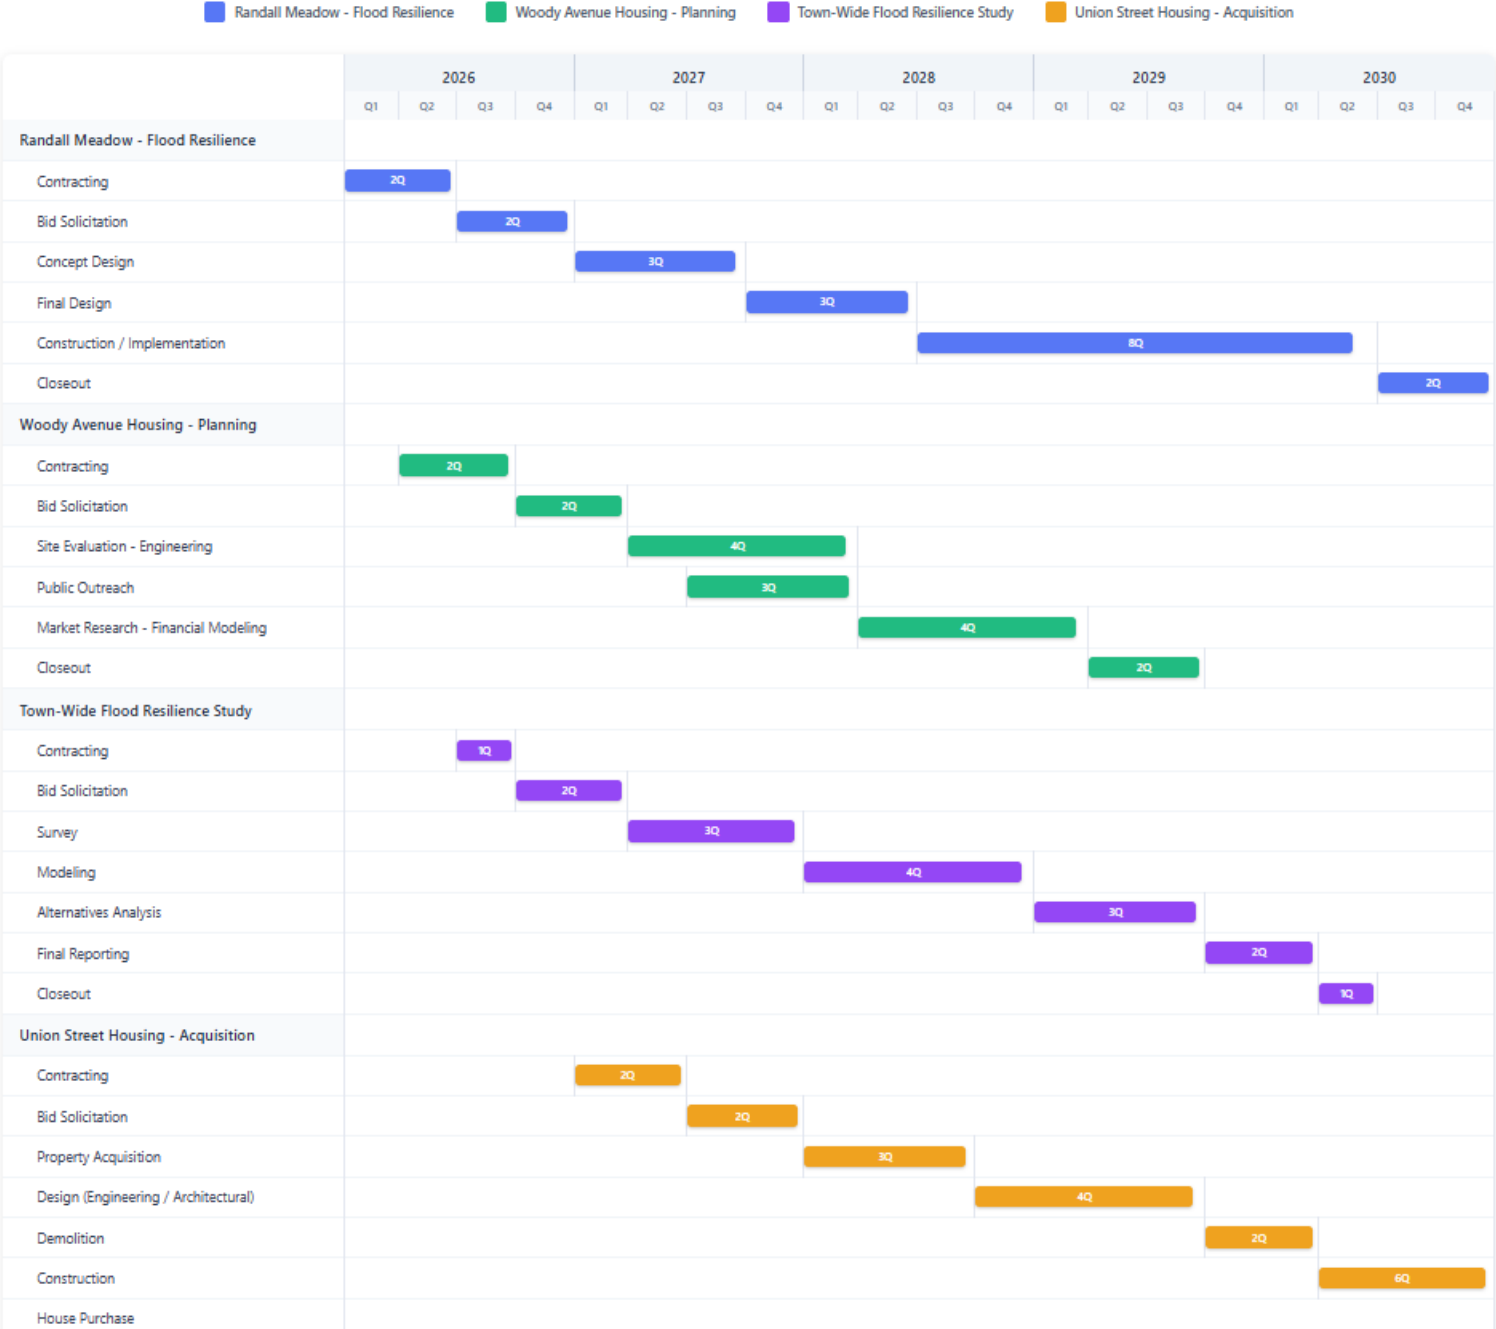 Randall Meadow - Flood Resilience Woody Avenue Housing - Planning Town-Wide Flood Resilience Study Union Street Housing - Acquisition
2026 2027 2028 2029 2030
Q1 Q2 Q3 Q4 Q1 Q2 Q3 Q4 Q1 Q2 Q3 Q4 Q1 Q2 Q3 Q4 Q1 Q2 Q3 Q4
Randall Meadow - Flood Resilience
Contracting 2Q
Bid Solicitation 2Q
Concept Design 3Q
Final Design 3Q
Construction / Implementation 8Q
Closeout 2Q
Woody Avenue Housing - Planning
Contracting 2Q
Bid Solicitation 2Q
Site Evaluation - Engineering 4Q
Public Outreach 3Q
Market Research - Financial Modeling 4Q
Closeout 2Q
Town-Wide Flood Resilience Study
Contracting 1Q
Bid Solicitation 2Q
Survey 3Q
Modeling 4Q
Alternatives Analysis 3Q
Final Reporting 2Q
Closeout 1Q
Union Street Housing - Acquisition
Contracting 2Q
Bid Solicitation 2Q
Property Acquisition 3Q
Design (Engineering / Architectural) 4Q
Demolition 2Q
Construction 6Q
House Purchase